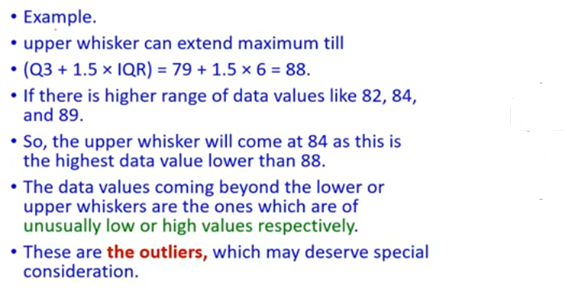 • Example.
• upper whisker can extend maximum till
• (Q3 + 1.5 × IQR) = 79 + 1.5 × 6 = 88.
• If there is higher range of data values like 82, 84,
and 89.
• So, the upper whisker will come at 84 as this is
the highest data value lower than 88.
• The data values coming beyond the lower or
upper whiskers are the ones which are of
unusually low or high values respectively.
• These are the outliers, which may deserve special
consideration.